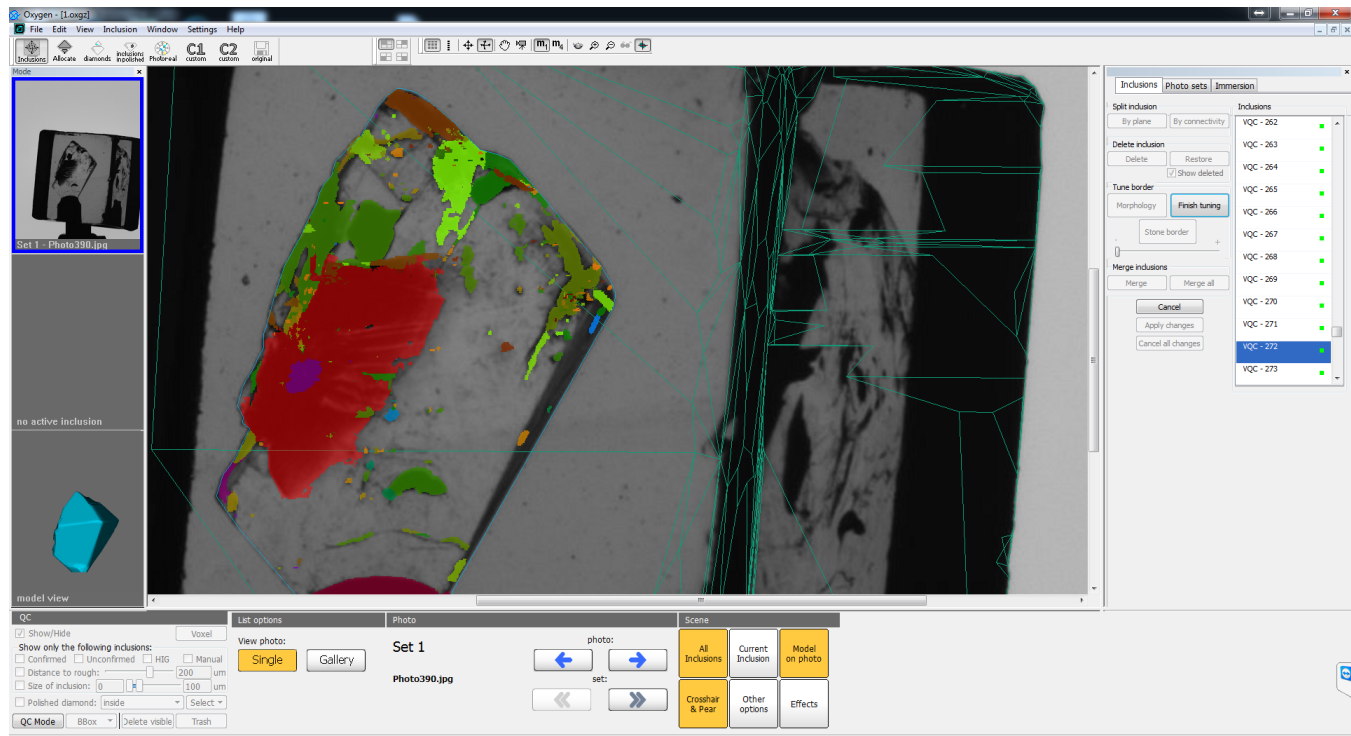 Oxygen - [1.oxgz]
File Edit View Inclusion Window Settings Help
Inclusions Allocate diamonds inclusions inpolished Photoreal C1 custom C2 custom original
m1 m4
Mode
Set 1 - Photo390.jpg
no active inclusion
model view
Inclusions Photo sets Immersion
Split inclusion
By plane By connectivity
Delete inclusion
Delete Restore
Show deleted
Tune border
Morphology Finish tuning
Stone border
- +
Merge inclusions
Merge Merge all
Cancel
Apply changes
Cancel all changes
Inclusions
VQC - 262
VQC - 263
VQC - 264
VQC - 265
VQC - 266
VQC - 267
VQC - 268
VQC - 269
VQC - 270
VQC - 271
VQC - 272
VQC - 273
QC
Show/Hide Voxel
Show only the following inclusions:
Confirmed Unconfirmed HIG Manual
Distance to rough: 200 um
Size of inclusion: 0 100 um
Polished diamond: inside Select
QC Mode BBox Delete visible Trash
List options
View photo:
Single Gallery
Photo
Set 1
Photo390.jpg
photo:
set:
Scene
All Inclusions
Current Inclusion
Model on photo
Crosshair & Pear
Other options
Effects